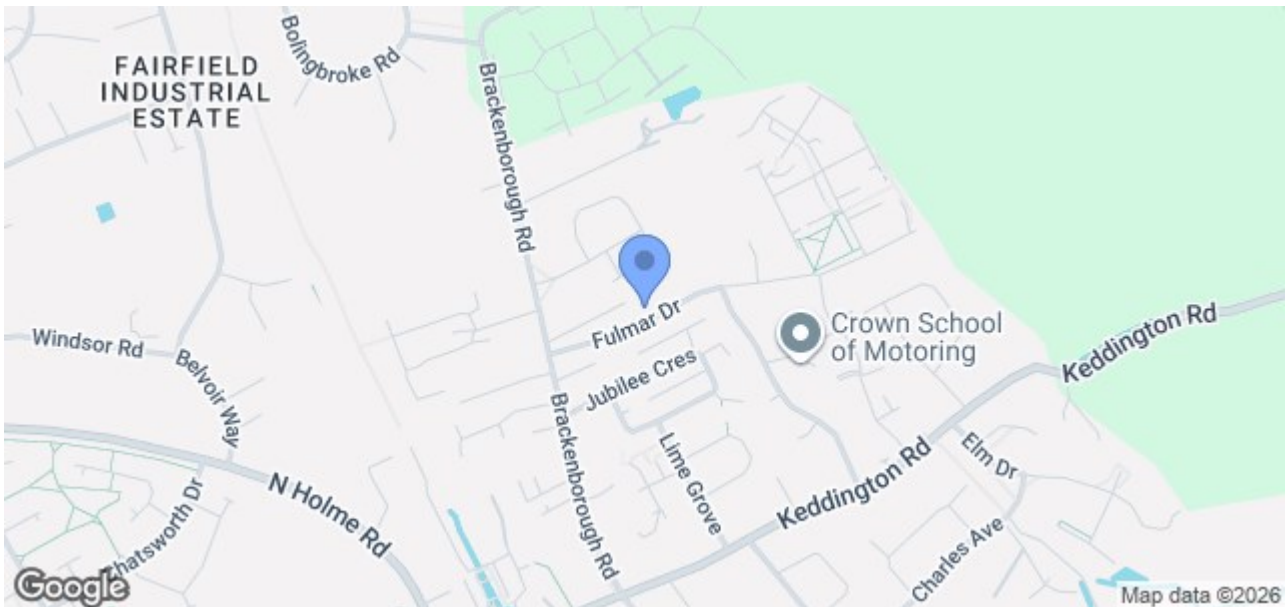 Bolingbroke Rd
FAIRFIELD
INDUSTRIAL
ESTATE
Brackenborough Rd
Windsor Rd
Belvoir Way
Fulmar Dr
Crown School
of Motoring
Keddington Rd
Jubilee Cres
Brackenborough Rd
Lime Grove
Elm Dr
N Holme Rd
Keddington Rd
Chatsworth Dr
Charles Ave
Google
Map data ©2026